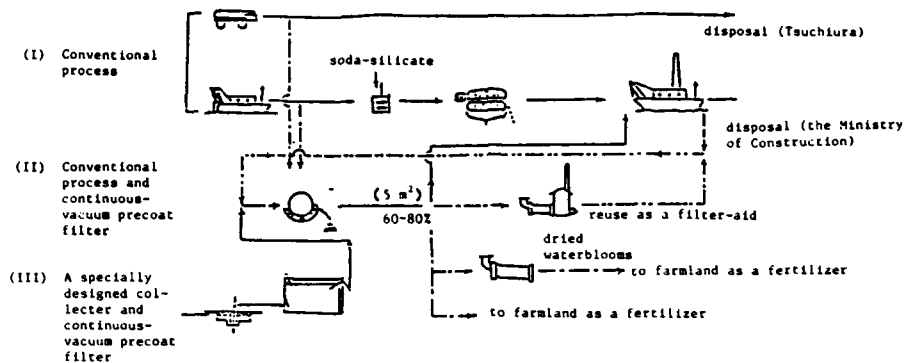 disposal (Tsuchiura)
(I) Conventional
process
soda-silicate
disposal (the Ministry
of Construction)
(II) Conventional
process and
continuous-
vacuum precoat
filter
(5 m²)
60-80%
reuse as a filter-aid
dried
waterblooms
to farmland as a fertilizer
(III) A specially
designed col-
lecter and
continuous-
vacuum precoat
filter
to farmland as a fertilizer